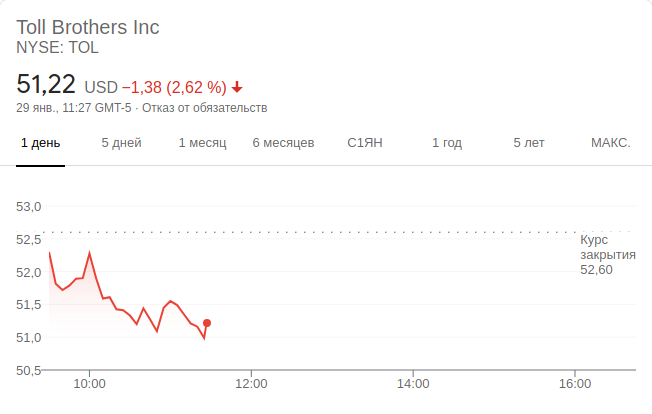 Toll Brothers Inc
NYSE: TOL
51,22 USD −1,38 (2,62 %)
29 янв., 11:27 GMT-5 · Отказ от обязательств
1 день 5 дней 1 месяц 6 месяцев С1ЯН 1 год 5 лет МАКС.
53,0
52,5
Курс
закрытия
52,60
52,0
51,5
51,0
50,5
10:00 12:00 14:00 16:00